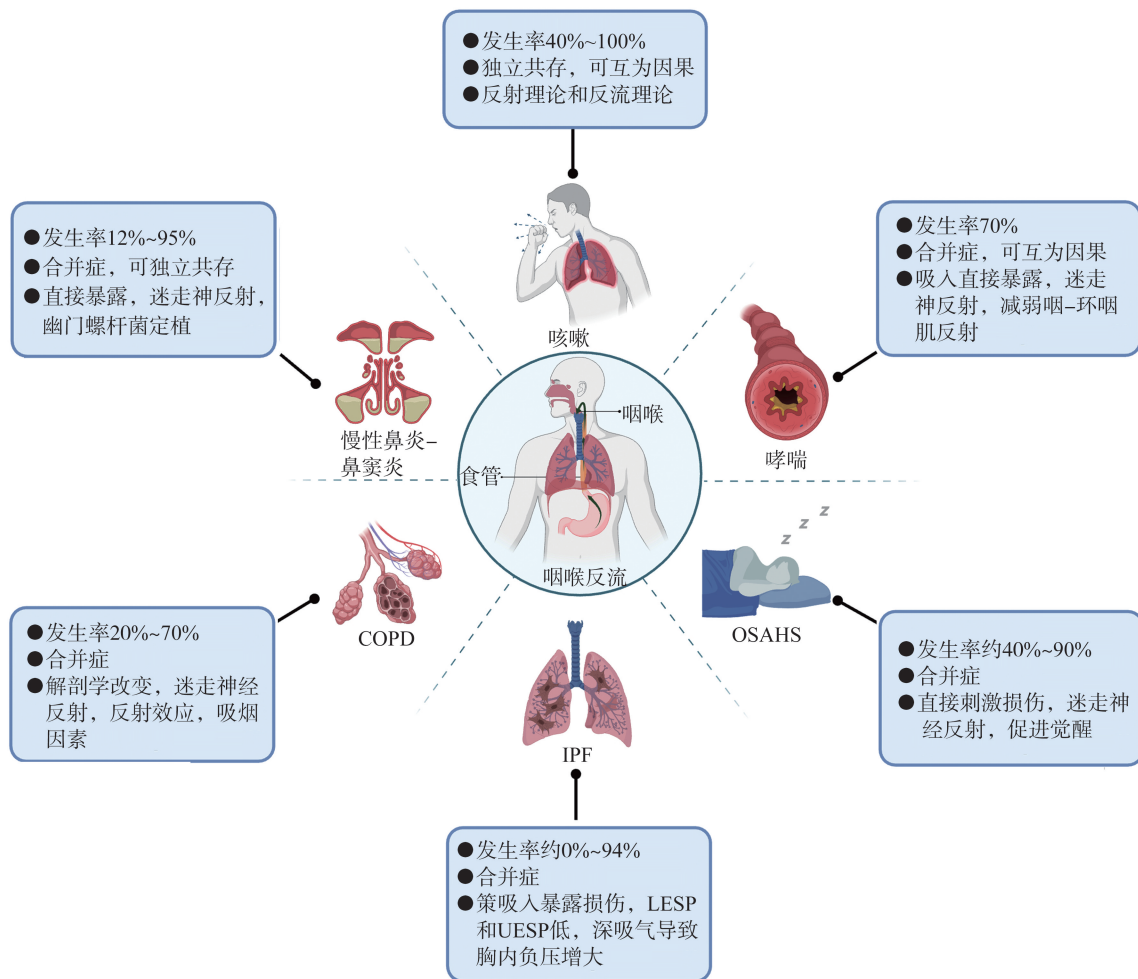 ●发生率40%~100%
●独立共存，可互为因果
●反射理论和反流理论
咳嗽
●发生率12%~95%
●合并症，可独立共存
●直接暴露，迷走神反射，
幽门螺杆菌定植
慢性鼻炎–
鼻窦炎
●发生率70%
●合并症，可互为因果
●吸入直接暴露，迷走
神反射，减弱咽–环咽
肌反射
哮喘
咽喉
食管
咽喉反流
COPD
●发生率20%~70%
●合并症
●解剖学改变，迷走神经
反射，反射效应，吸烟
因素
z
z
z
OSAHS
●发生率约40%~90%
●合并症
●直接刺激损伤，迷走神
经反射，促进觉醒
IPF
●发生率约0%~94%
●合并症
●策吸入暴露损伤，LESP
和UESP低，深吸气导致
胸内负压增大